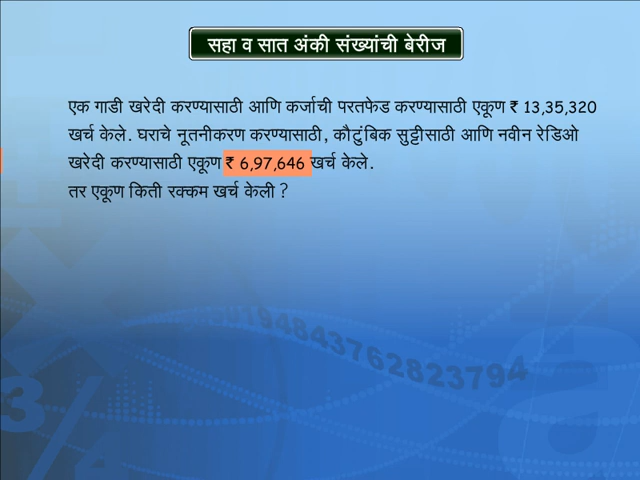 सहा व सात अंकी संख्यांची बेरीज
एक गाडी खरेदी करण्यासाठी आणि कर्जाची परतफेड करण्यासाठी एकूण ₹ 13,35,320
खर्च केले. घराचे नूतनीकरण करण्यासाठी, कौटुंबिक सुट्टीसाठी आणि नवीन रेडिओ
खरेदी करण्यासाठी एकूण ₹ 6,97,646 खर्च केले.
तर एकूण किती रक्कम खर्च केली ?